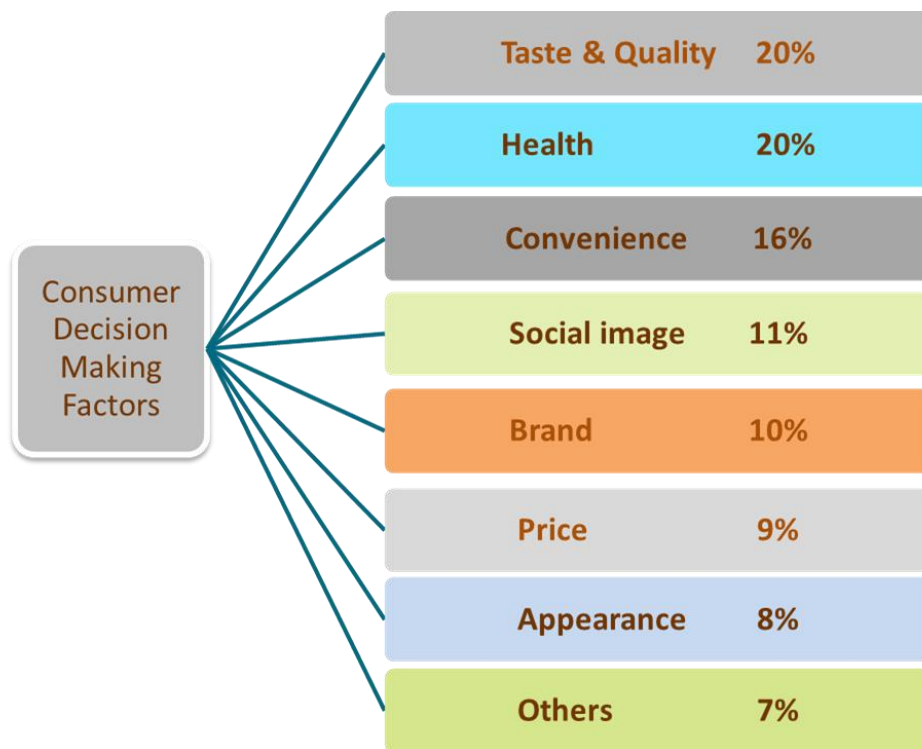 Consumer
Decision
Making
Factors
Taste & Quality 20%
Health 20%
Convenience 16%
Social image 11%
Brand 10%
Price 9%
Appearance 8%
Others 7%